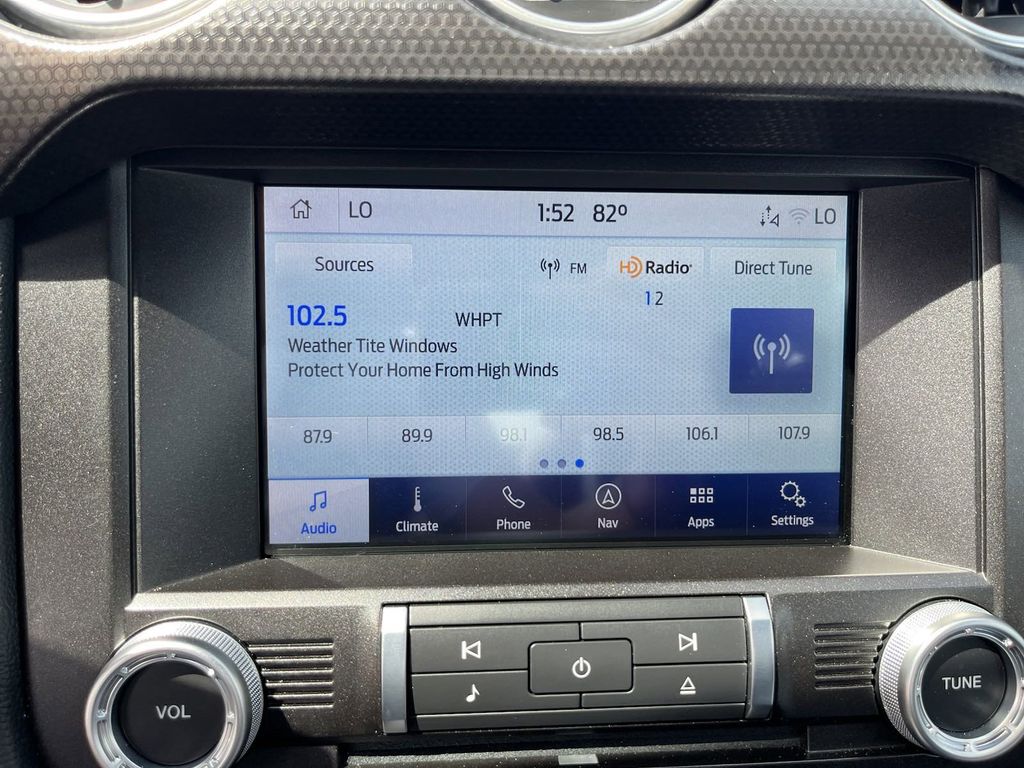 LO 1:52 82º LO
Sources FM HD Radio Direct Tune
1 2
102.5 WHPT
Weather Tite Windows
Protect Your Home From High Winds
87.9 89.9 98.1 98.5 106.1 107.9
Audio Climate Phone Nav Apps Settings
VOL TUNE